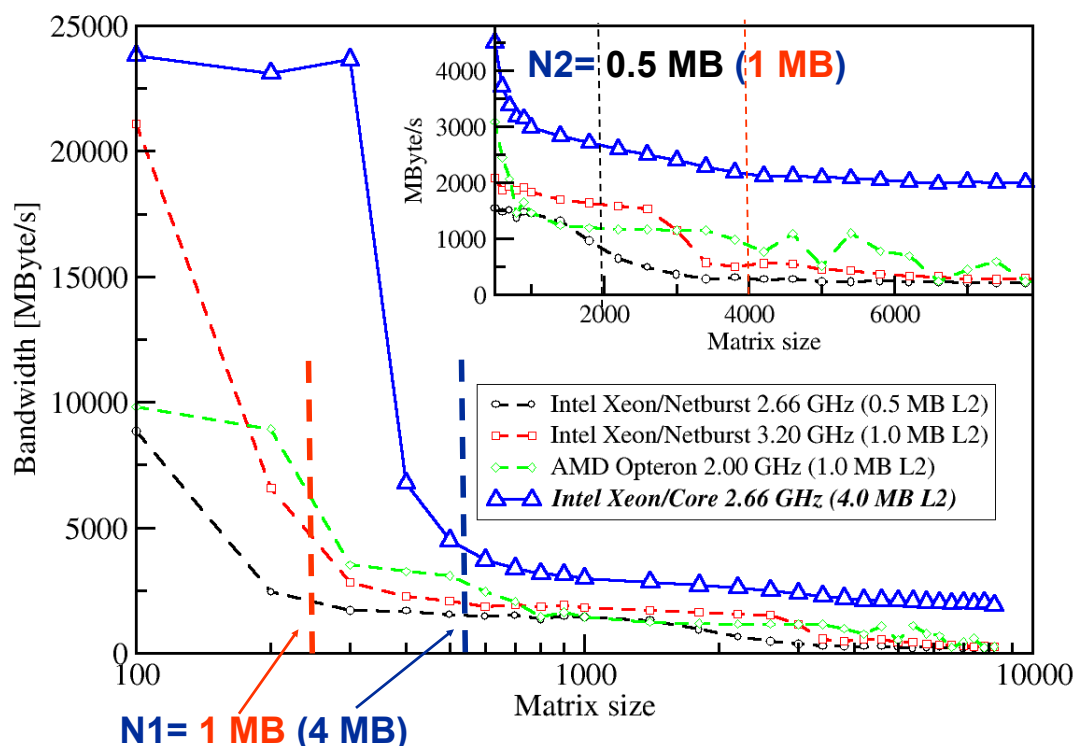 25000
20000
15000
10000
5000
0
Bandwidth [MByte/s]
100
1000
10000
Matrix size
N1= 1 MB (4 MB)
N2= 0.5 MB (1 MB)
4000
3000
2000
1000
0
MByte/s
2000
4000
6000
Matrix size
Intel Xeon/Netburst 2.66 GHz (0.5 MB L2)
Intel Xeon/Netburst 3.20 GHz (1.0 MB L2)
AMD Opteron 2.00 GHz (1.0 MB L2)
Intel Xeon/Core 2.66 GHz (4.0 MB L2)